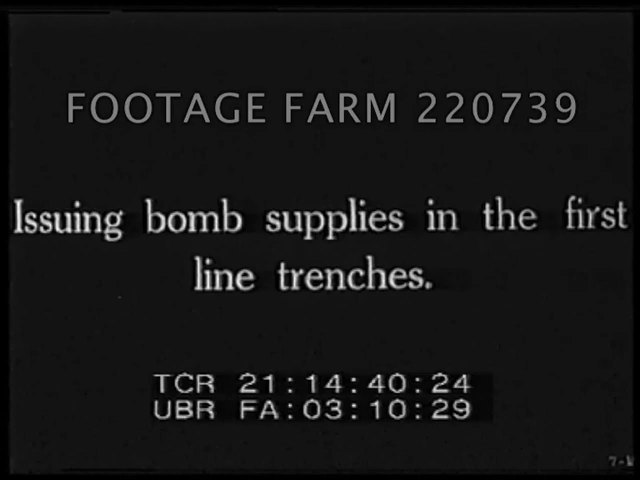 FOOTAGE FARM 220739
Issuing bomb supplies in the first
line trenches.
TCR 21:14:40:24
UBR FA:03:10:29